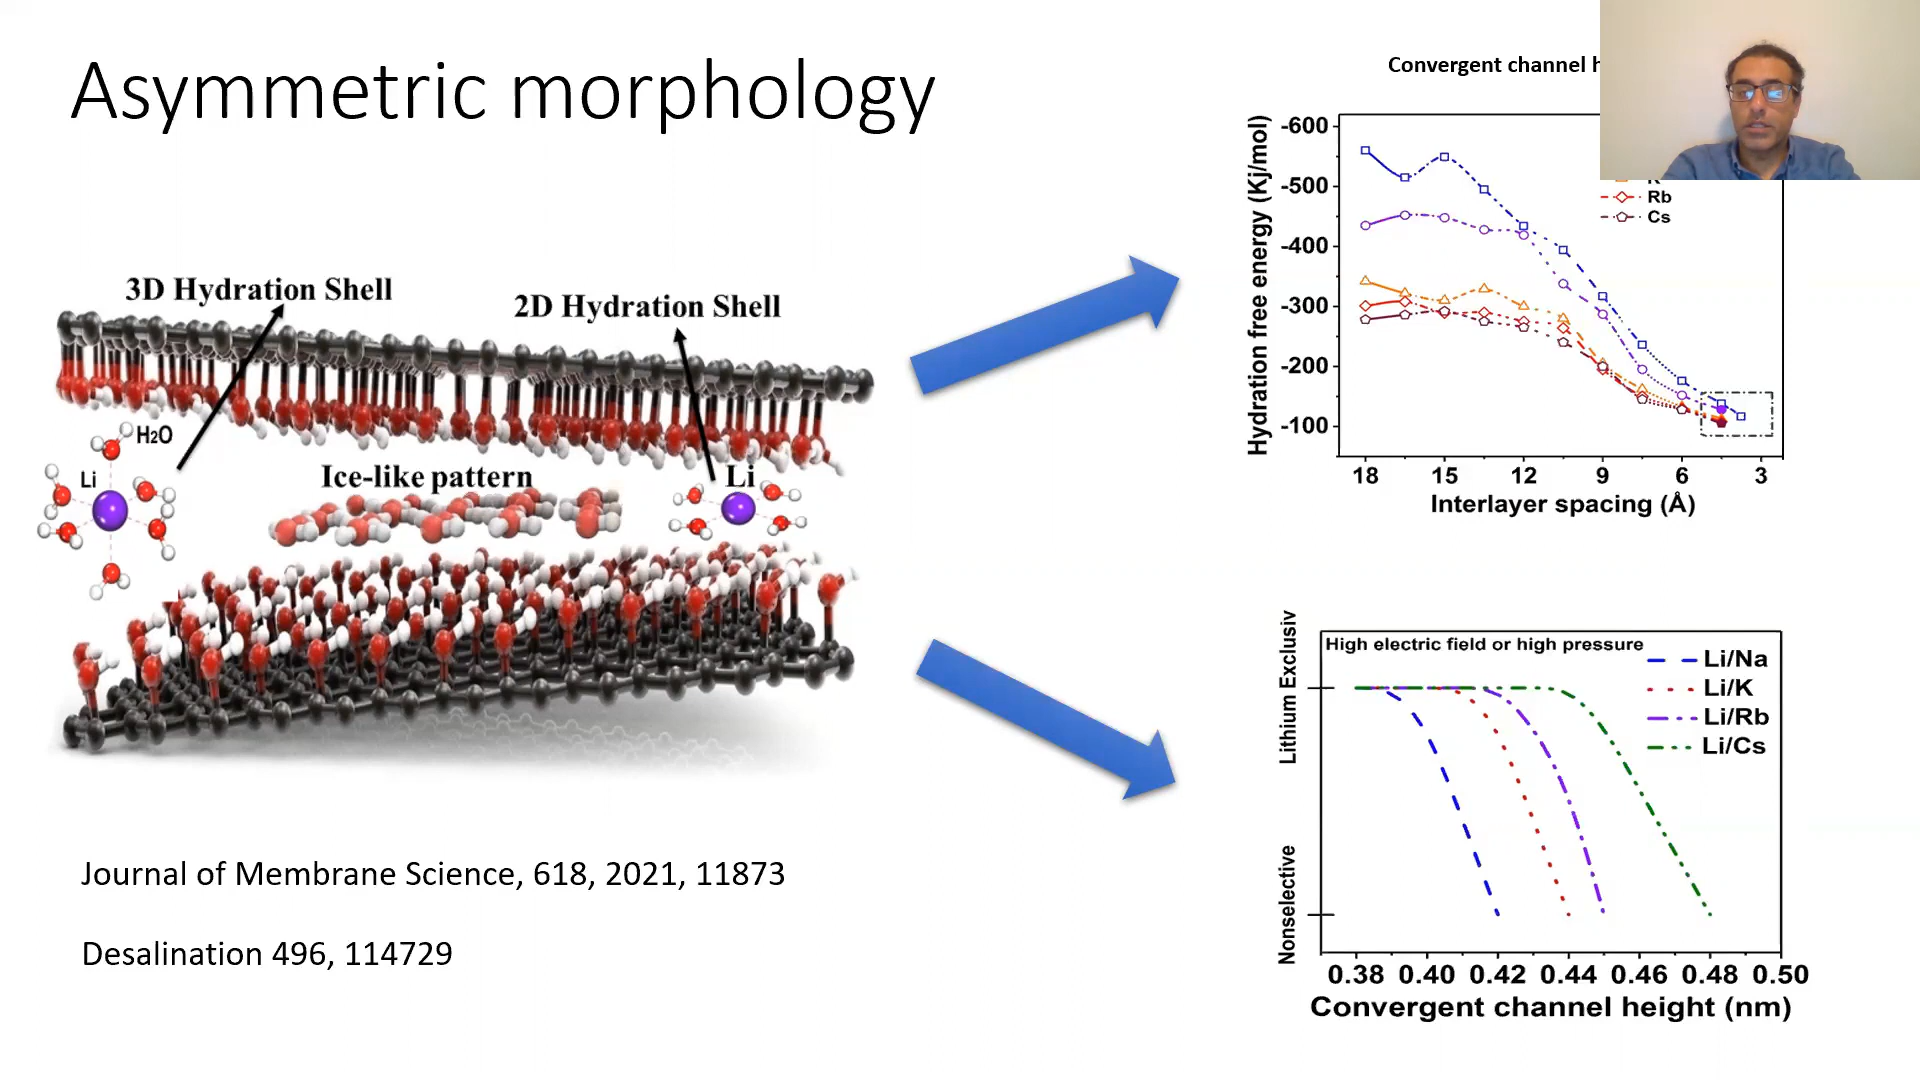 Asymmetric morphology
3D Hydration Shell
2D Hydration Shell
H2O
Li
Ice-like pattern
Li
Journal of Membrane Science, 618, 2021, 11873
Desalination 496, 114729
Convergent channel
Hydration free energy (Kj/mol)
-600
-500
-400
-300
-200
-100
Rb
Cs
18 15 12 9 6 3
Interlayer spacing (Å)
Lithium Exclusiv
Nonselective
High electric field or high pressure
Li/Na
Li/K
Li/Rb
Li/Cs
0.38 0.40 0.42 0.44 0.46 0.48 0.50
Convergent channel height (nm)